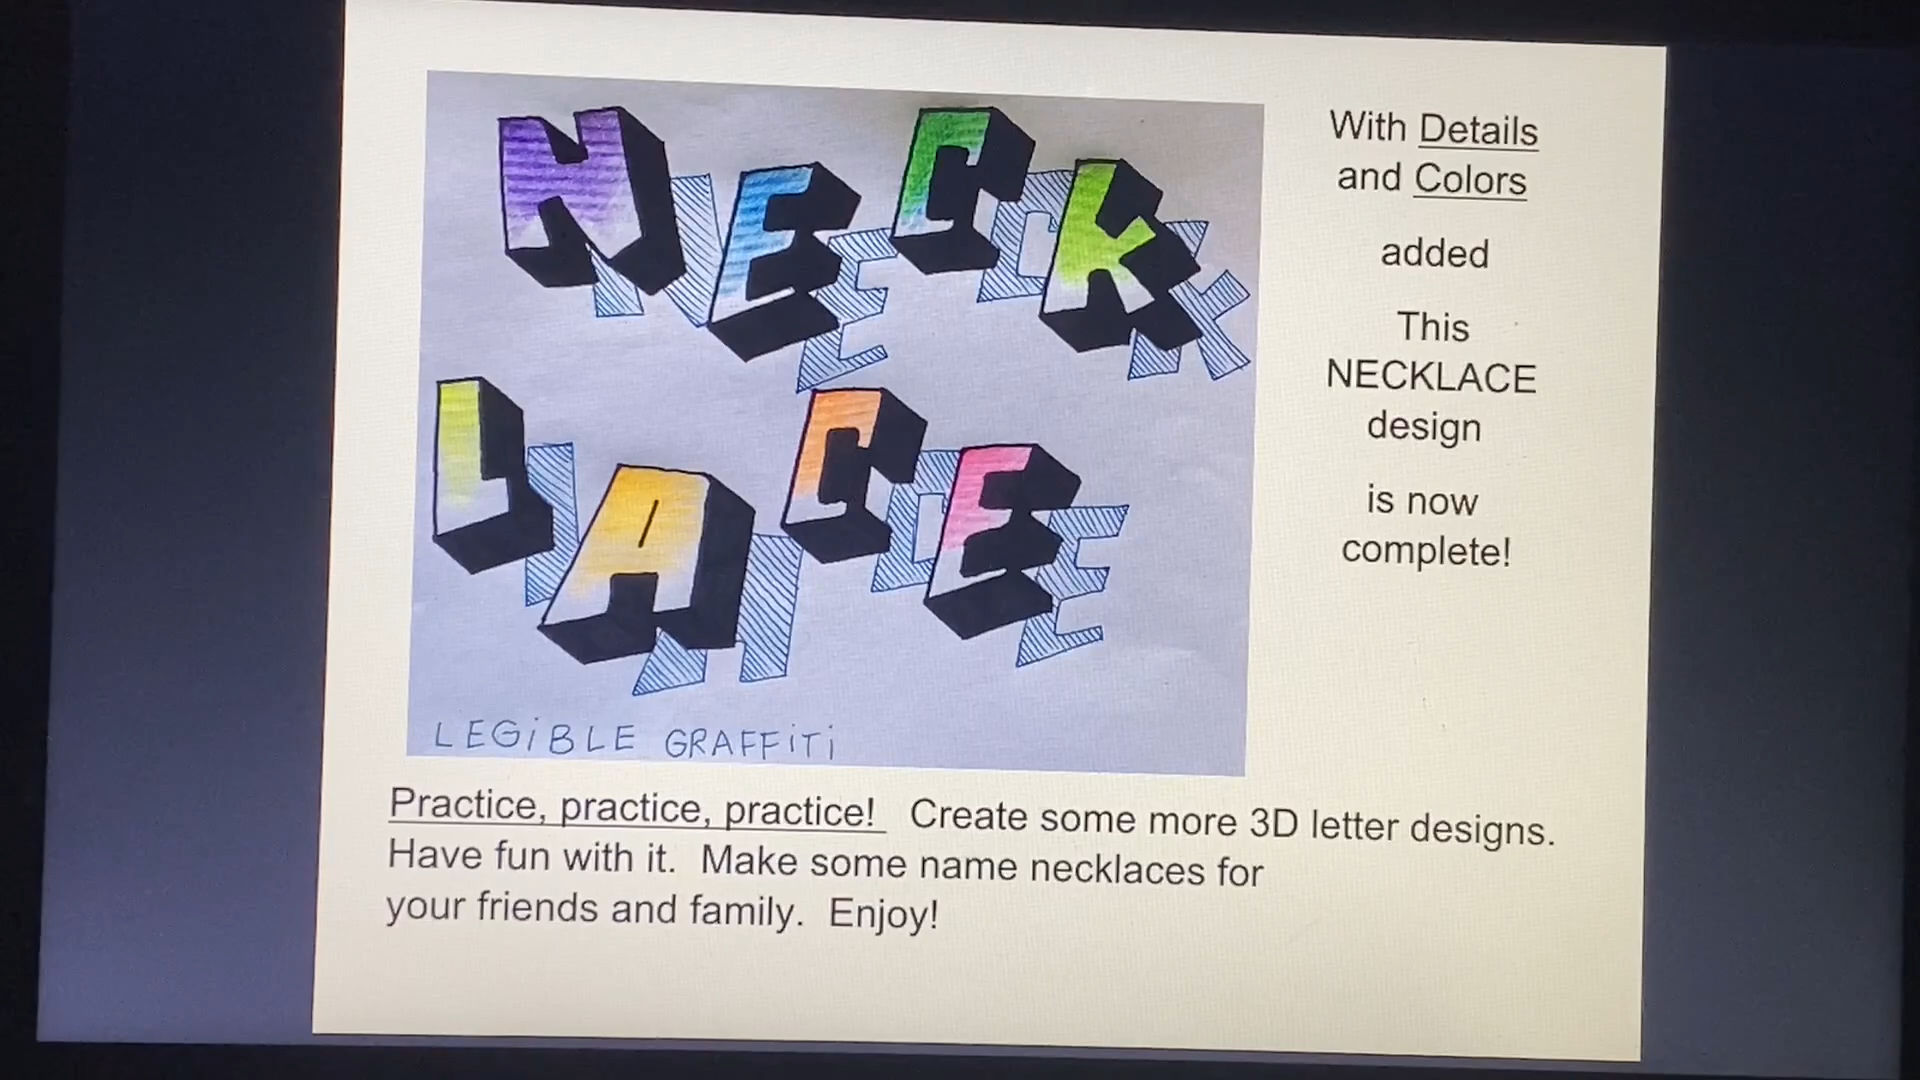 NECK
LACE
LEGiBLE GRAFFiTi
With Details
and Colors
added
This
NECKLACE
design
is now
complete!
Practice, practice, practice! Create some more 3D letter designs.
Have fun with it. Make some name necklaces for
your friends and family. Enjoy!